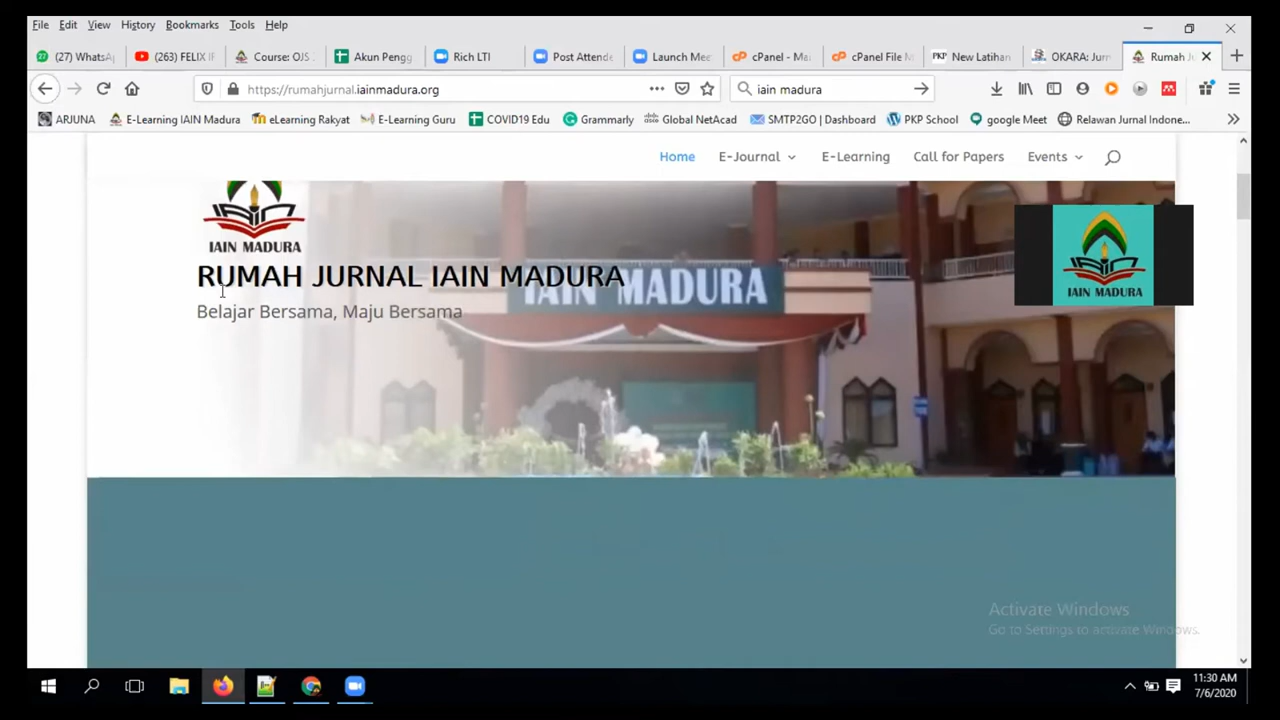 File Edit View History Bookmarks Tools Help
(27) WhatsA
(263) FELIX I
Course: OJS
Akun Pengg
Rich LTI
Post Attende
Launch Mee
cPanel - Ma
cPanel File M
PKP New Latihan
OKARA: Jurn
Rumah Ju
https://rumahjurnal.iainmadura.org
iain madura
ARJUNA
E-Learning IAIN Madura
eLearning Rakyat
E-Learning Guru
COVID19 Edu
Grammarly
Global NetAcad
SMTP2GO | Dashboard
PKP School
google Meet
Relawan Jurnal Indone...
Home E-Journal E-Learning Call for Papers Events
IAIN MADURA
RUMAH JURNAL IAIN MADURA
Belajar Bersama, Maju Bersama
IAIN MADURA
IAIN MADURA
Activate Windows
Go to Settings to activate Windows.
11:30 AM
7/6/2020